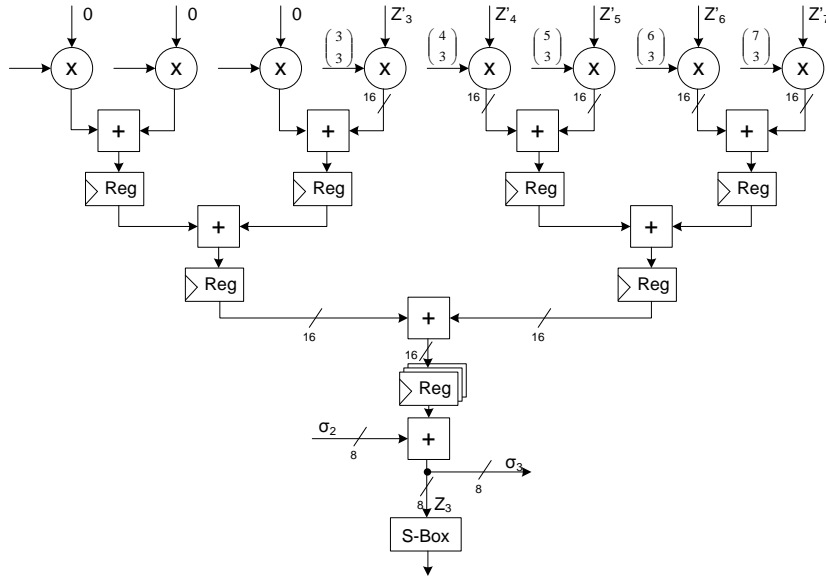 0 0 0 Z'3 Z'4 Z'5 Z'6 Z'7
(3 3) (4 3) (5 3) (6 3) (7 3)
X X X X X X X X
16 16 16 16 16
+ + + +
Reg Reg Reg Reg
+ +
Reg Reg
+
16 16
16
Reg
σ2 +
8
σ3
8 8
Z3
S-Box